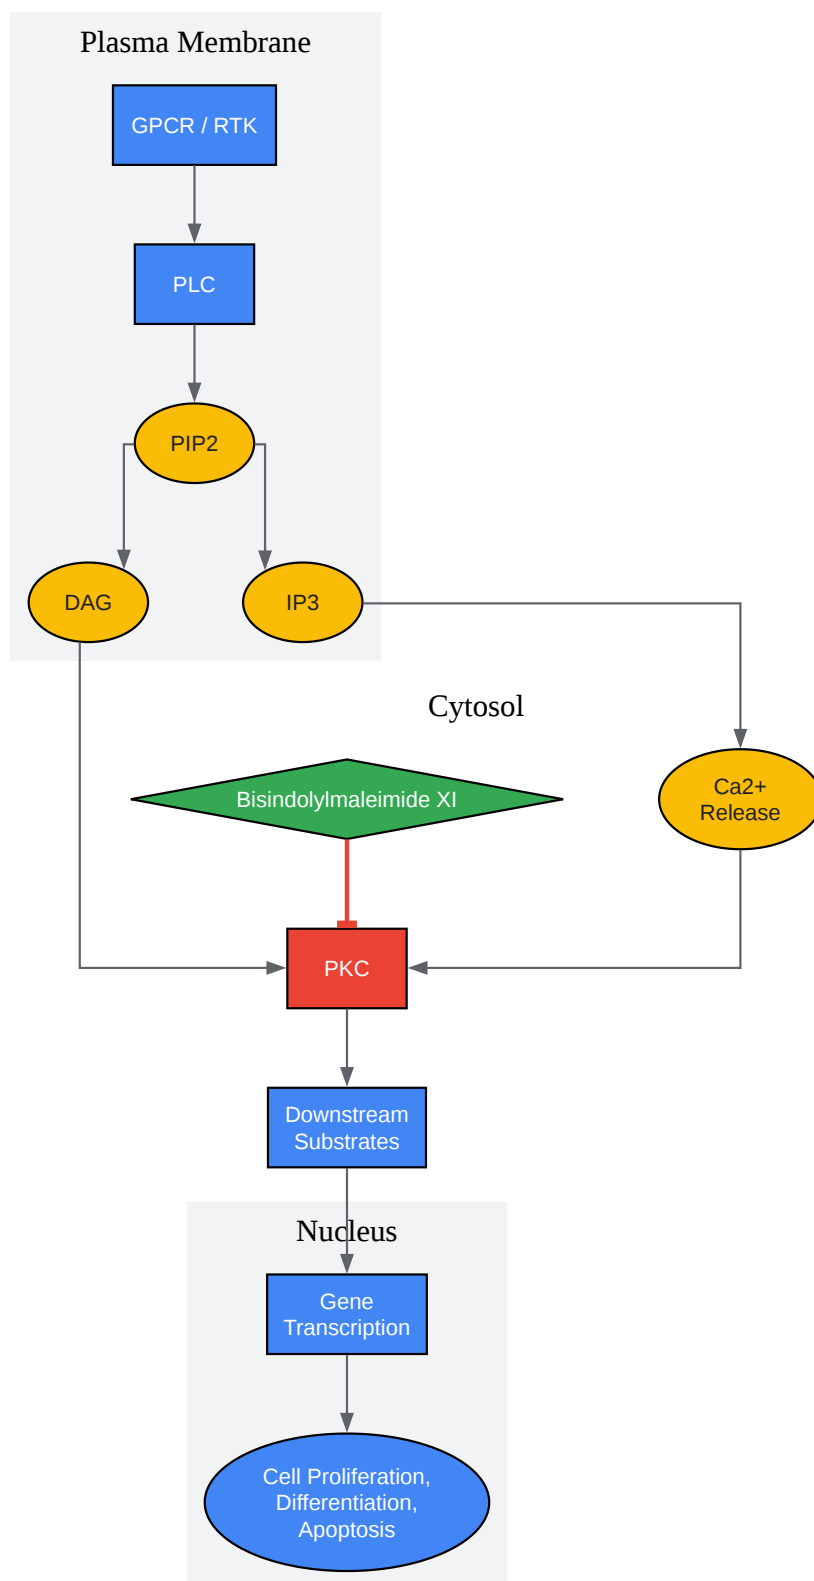 Plasma Membrane
GPCR / RTK
PLC
PIP2
DAG
IP3
Cytosol
Bisindolylmaleimide XI
Ca2+
Release
PKC
Downstream
Substrates
Nucleus
Gene
Transcription
Cell Proliferation,
Differentiation,
Apoptosis